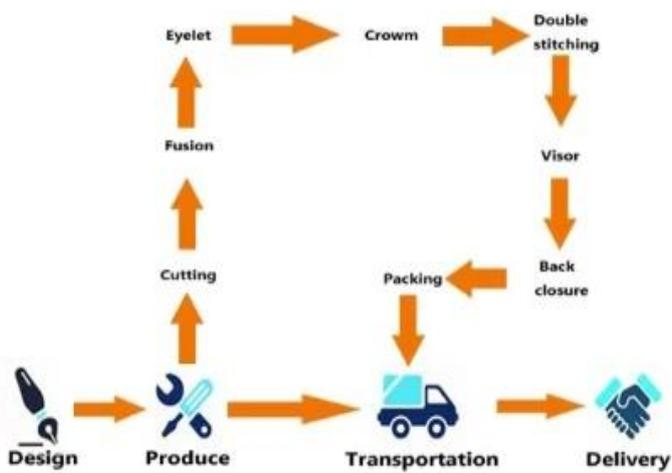 Eyelet
Crowm
Double
stitching
Fusion
Visor
Cutting
Packing
Back
closure
Design
Produce
Transportation
Delivery